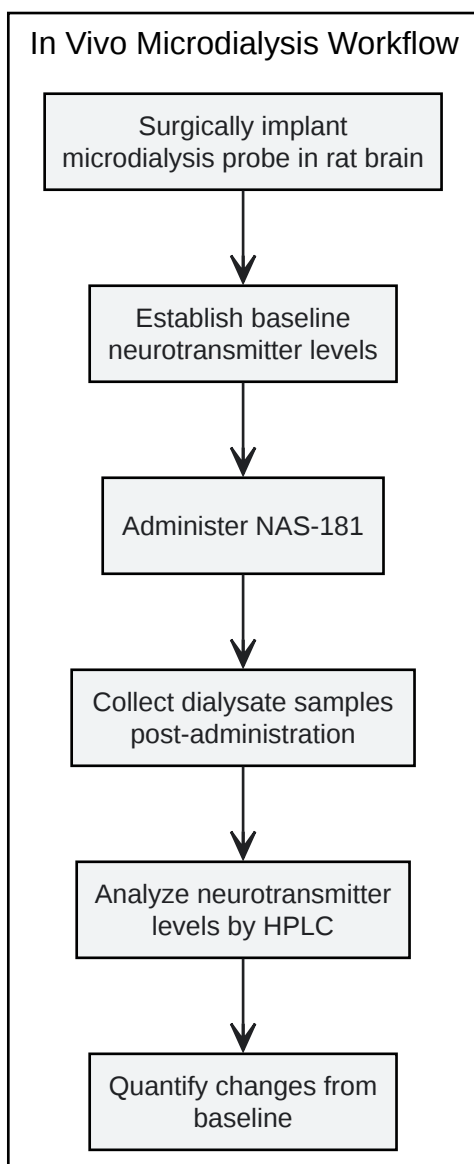 In Vivo Microdialysis Workflow
Surgically implant
microdialysis probe in rat brain
Establish baseline
neurotransmitter levels
Administer NAS-181
Collect dialysate samples
post-administration
Analyze neurotransmitter
levels by HPLC
Quantify changes from
baseline